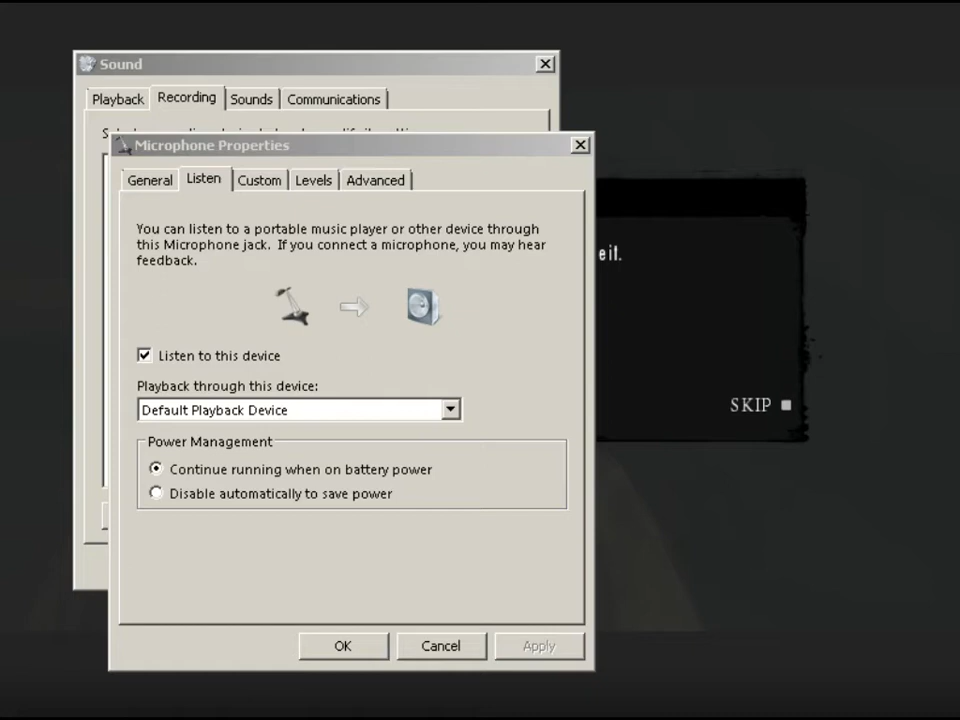 Sound
Playback
Recording
Sounds
Communications
Microphone Properties
General
Listen
Custom
Levels
Advanced
You can listen to a portable music player or other device through
this Microphone jack. If you connect a microphone, you may hear
feedback.
Listen to this device
Playback through this device:
Default Playback Device
Power Management
Continue running when on battery power
Disable automatically to save power
OK
Cancel
Apply
eil.
SKIP